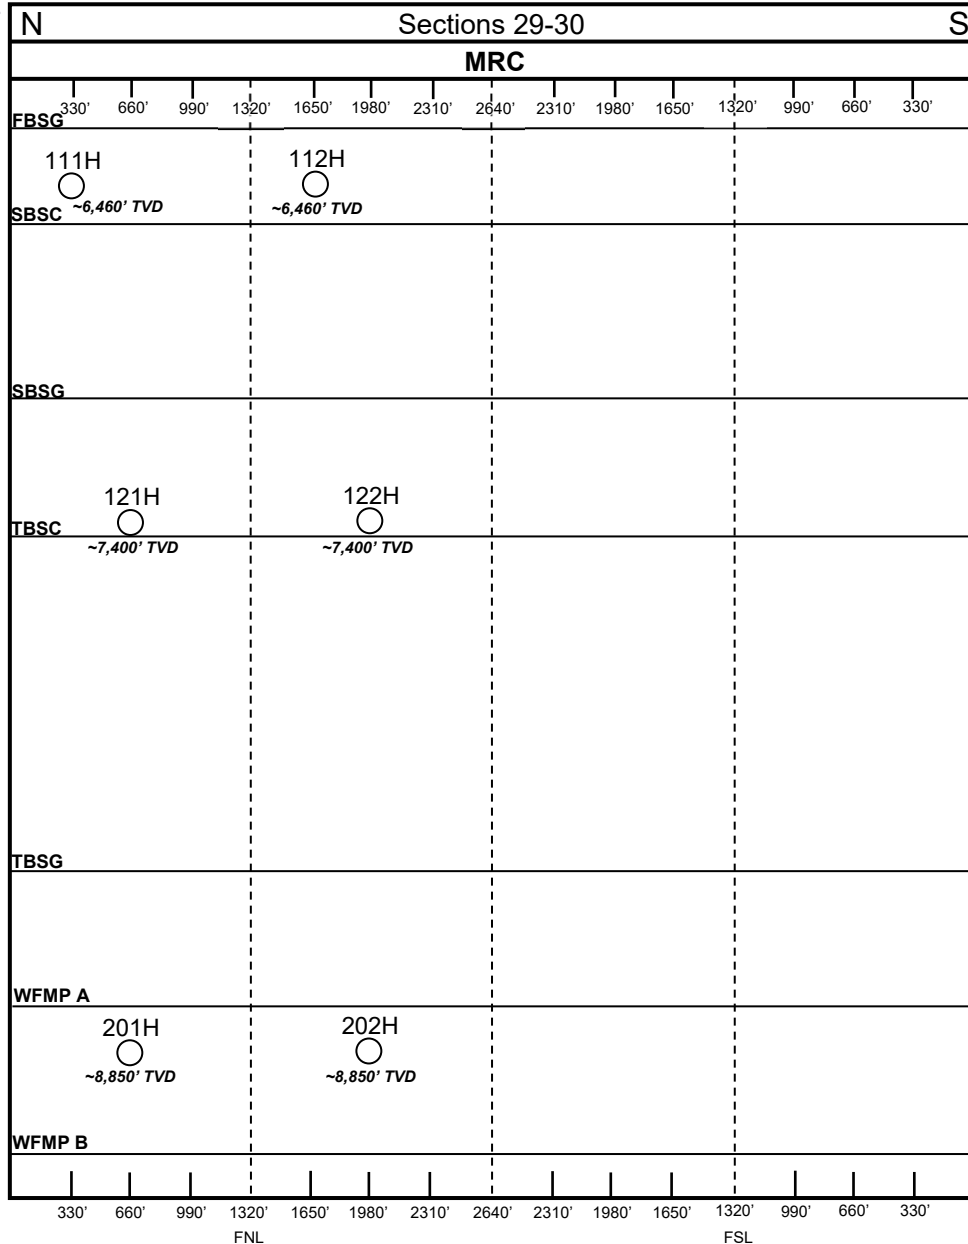 N Sections 29-30 S
MRC
330’ 660’ 990’ 1320’ 1650’ 1980’ 2310’ 2640’ 2310’ 1980’ 1650’ 1320’ 990’ 660’ 330’
FBSG
111H 112H
~6,460’ TVD ~6,460’ TVD
SBSC
SBSG
121H 122H
TBSC
~7,400’ TVD ~7,400’ TVD
TBSG
WFMP A
201H 202H
~8,850’ TVD ~8,850’ TVD
WFMP B
330’ 660’ 990’ 1320’ 1650’ 1980’ 2310’ 2640’ 2310’ 1980’ 1650’ 1320’ 990’ 660’ 330’
FNL FSL